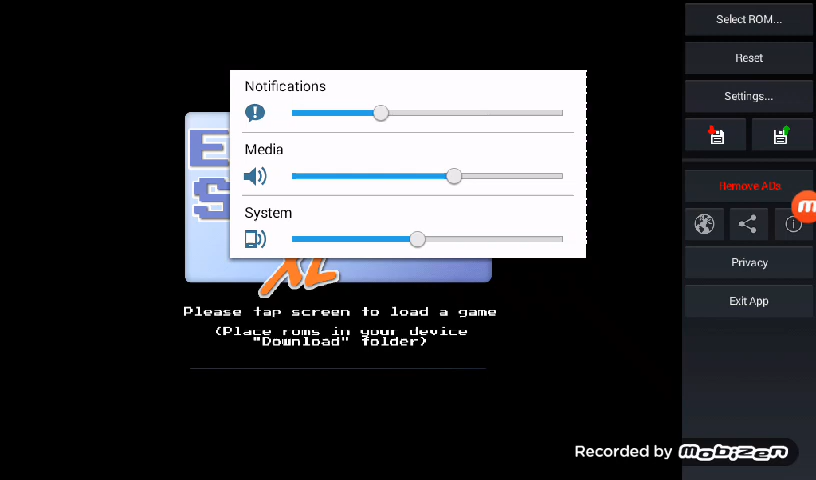 Select ROM...
Notifications
Reset
Settings...
Media
System
Remove ADs
XL
Please tap screen to load a game
(Place roms in your device
"Download" folder)
Privacy
Exit App
Recorded by mobizen